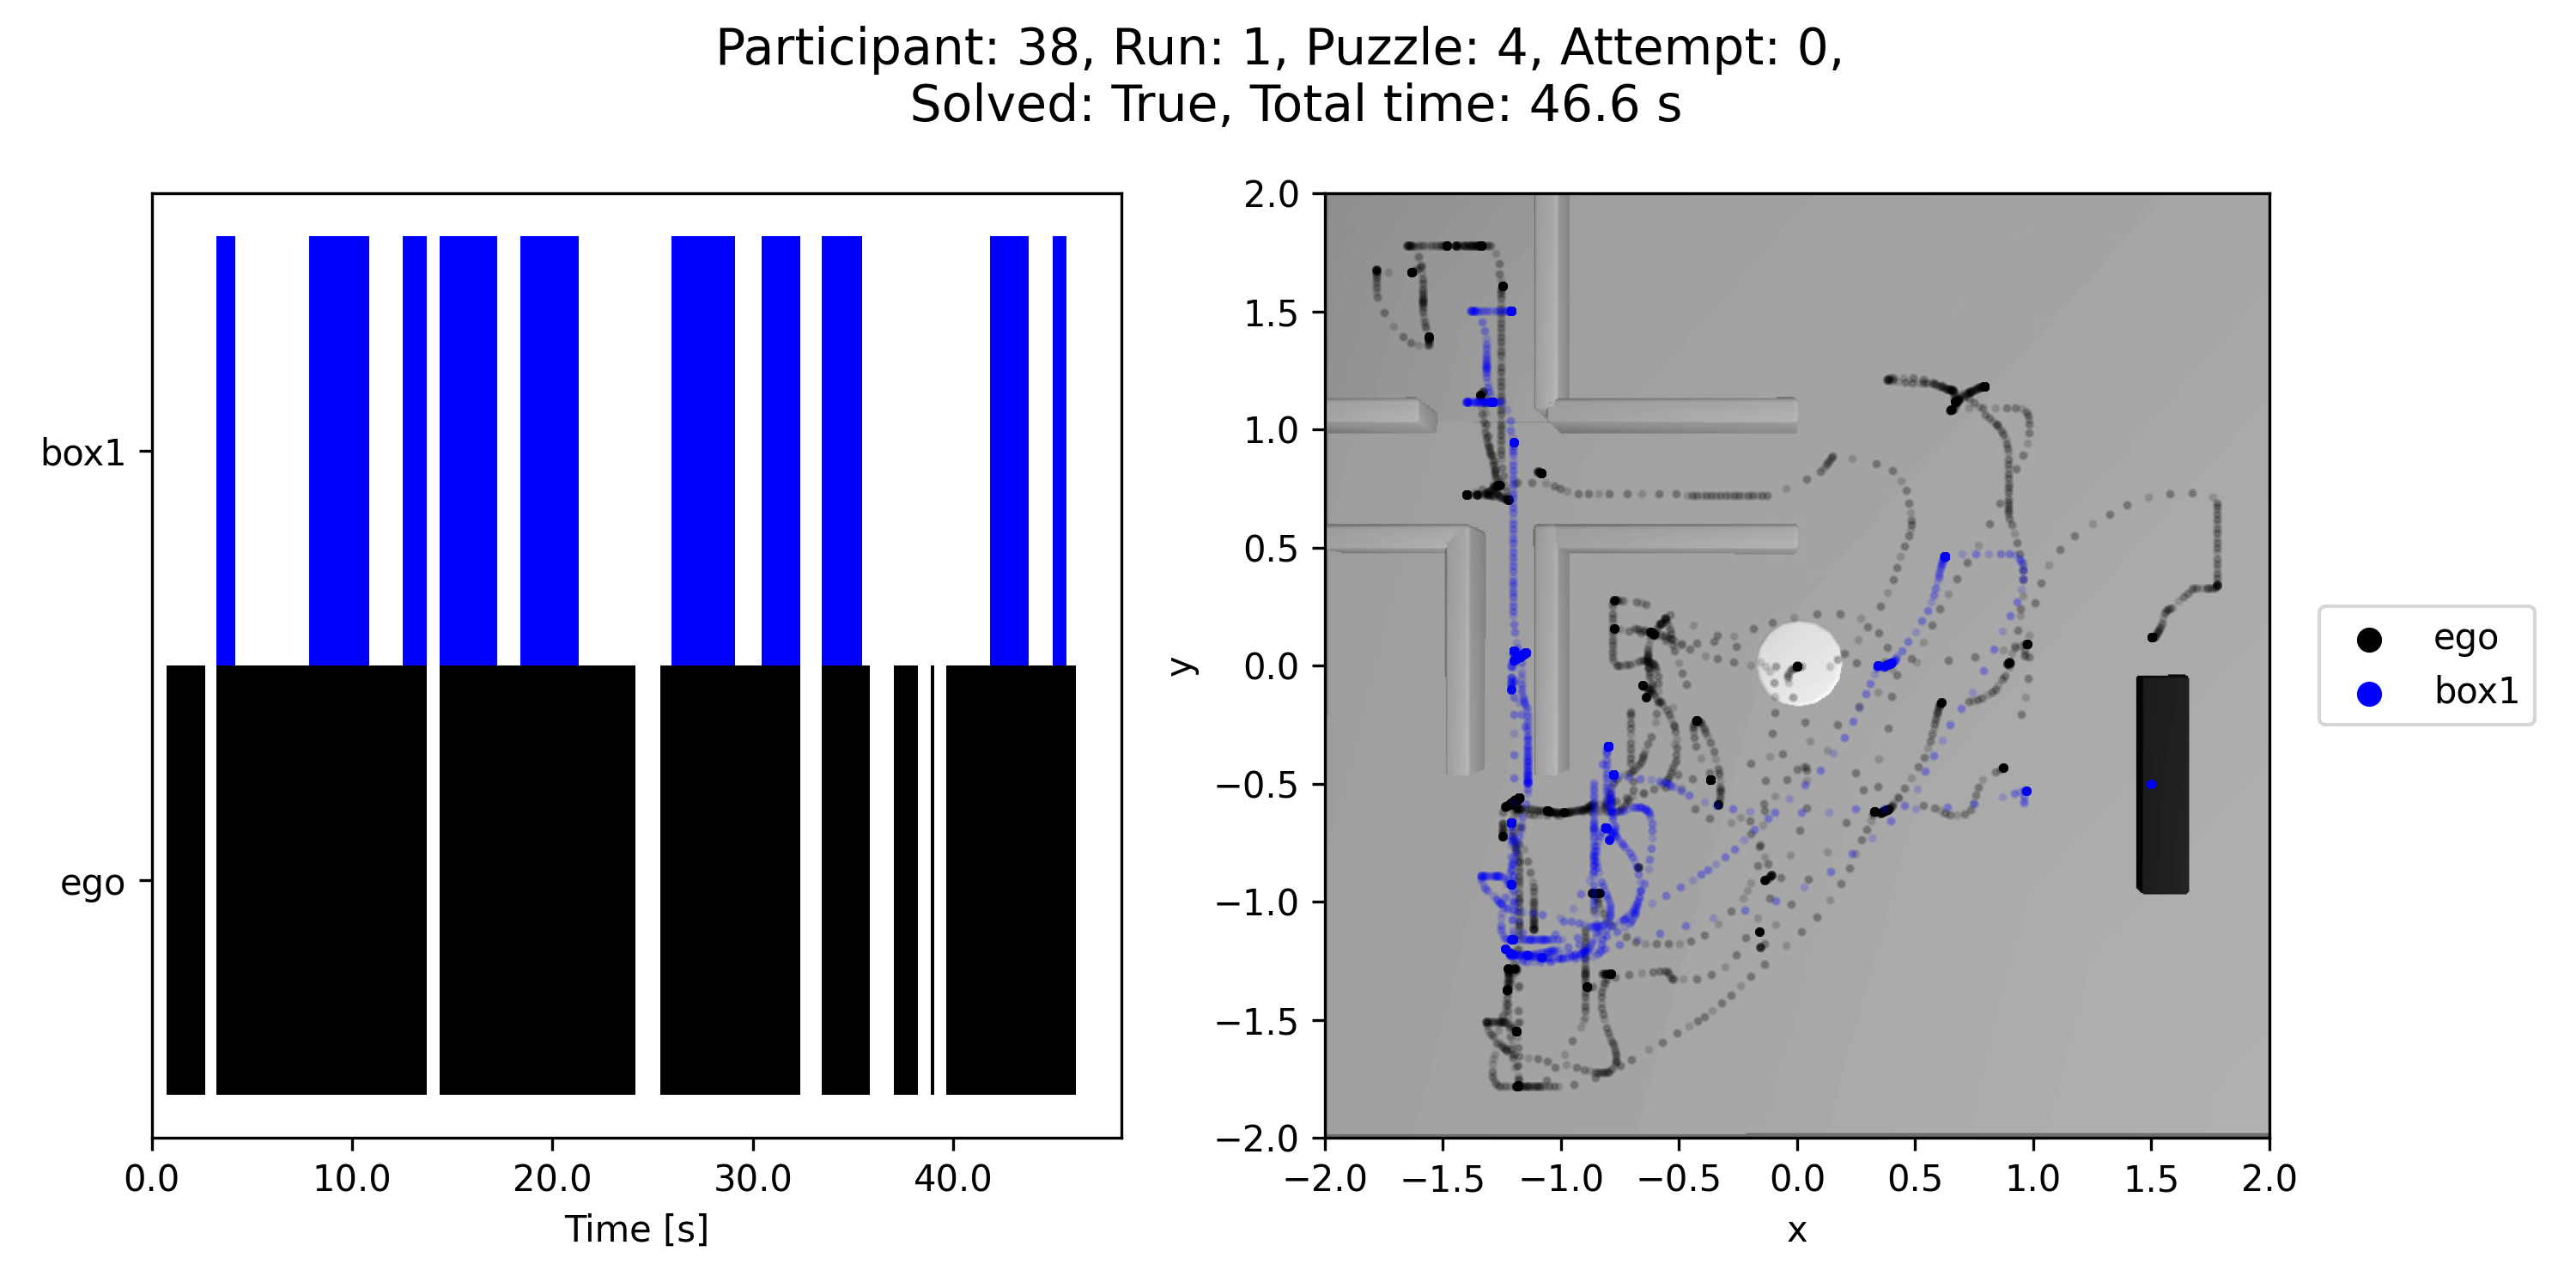 Participant: 38, Run: 1, Puzzle: 4, Attempt: 0,
Solved: True, Total time: 46.6 s
box1
ego
0.0 10.0 20.0 30.0 40.0
Time [s]
2.0
1.5
1.0
0.5
0.0
−0.5
−1.0
−1.5
−2.0
y
−2.0 −1.5 −1.0 −0.5 0.0 0.5 1.0 1.5 2.0
x
ego
box1